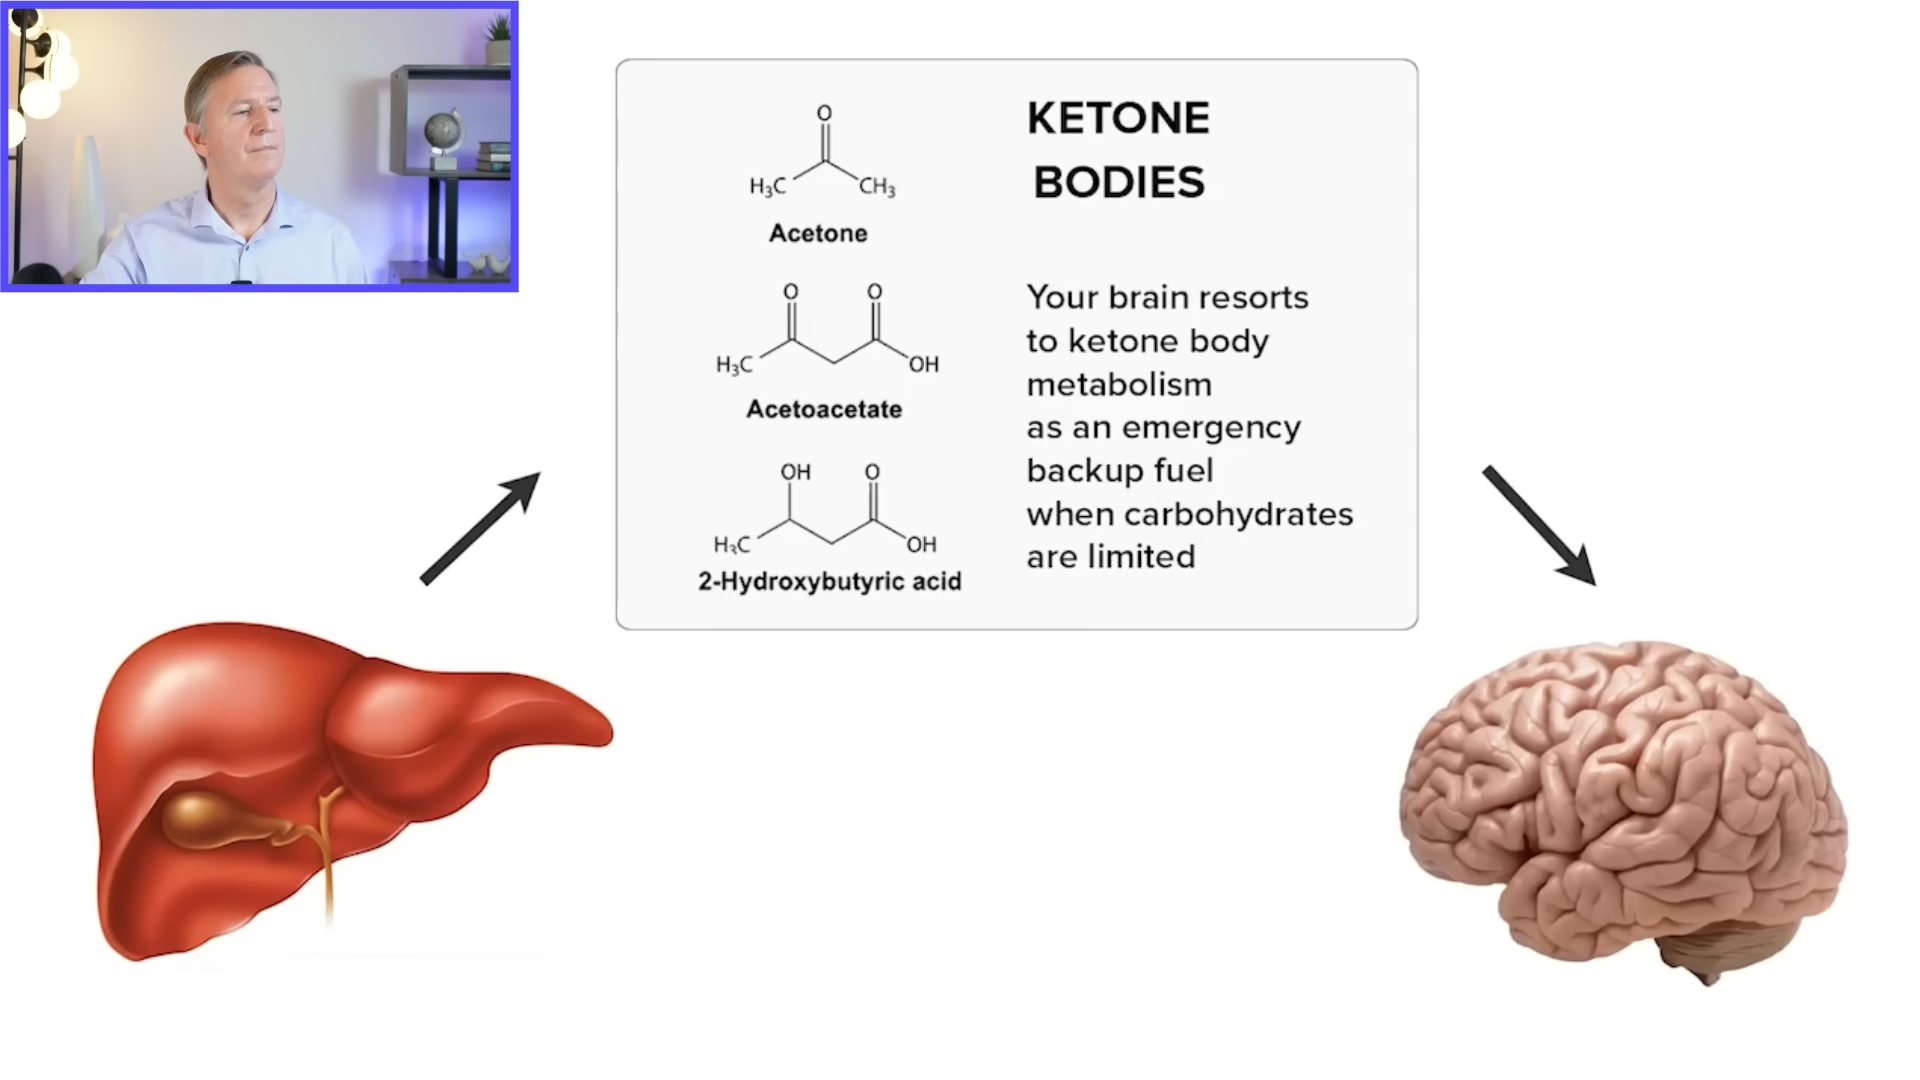 KETONE
BODIES
O
H₃C CH₃
Acetone
O O
H₃C OH
Acetoacetate
OH O
H₃C OH
2-Hydroxybutyric acid
Your brain resorts
to ketone body
metabolism
as an emergency
backup fuel
when carbohydrates
are limited